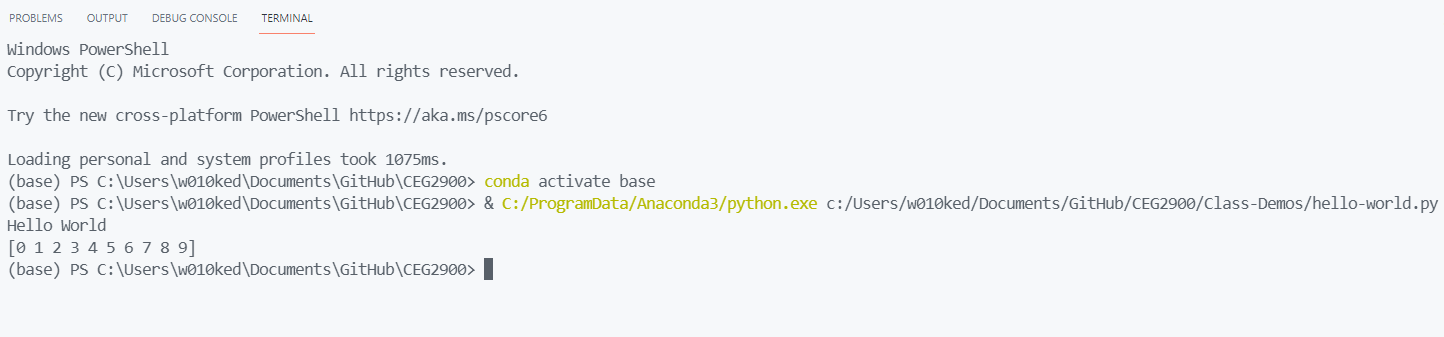 PROBLEMS OUTPUT DEBUG CONSOLE TERMINAL
Windows PowerShell
Copyright (C) Microsoft Corporation. All rights reserved.
Try the new cross-platform PowerShell https://aka.ms/pscore6
Loading personal and system profiles took 1075ms.
(base) PS C:\Users\w010ked\Documents\GitHub\CEG2900> conda activate base
(base) PS C:\Users\w010ked\Documents\GitHub\CEG2900> & C:/ProgramData/Anaconda3/python.exe c:/Users/w010ked/Documents/GitHub/CEG2900/Class-Demos/hello-world.py
Hello World
[0 1 2 3 4 5 6 7 8 9]
(base) PS C:\Users\w010ked\Documents\GitHub\CEG2900>